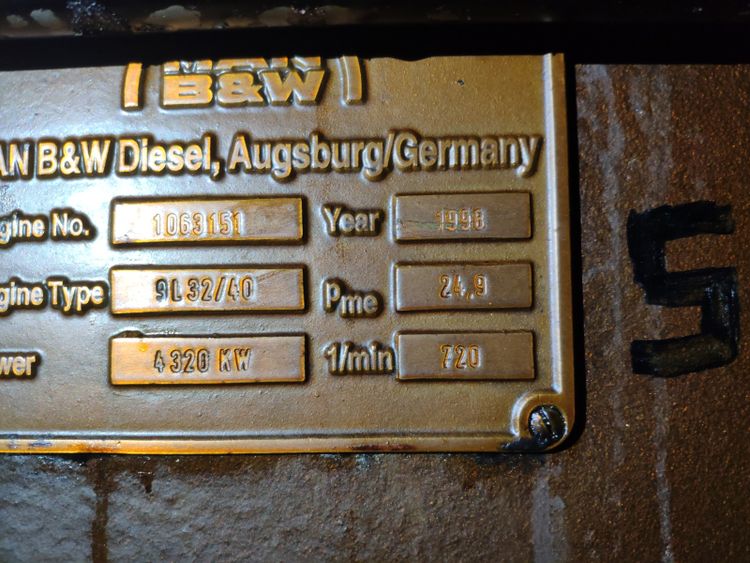 MAN
B&W
AN B&W Diesel, Augsburg/Germany
gine No. 1063151 Year 1998
gine Type 9L32/40 Pme 24,9
wer 4320 KW 1/min 720
5